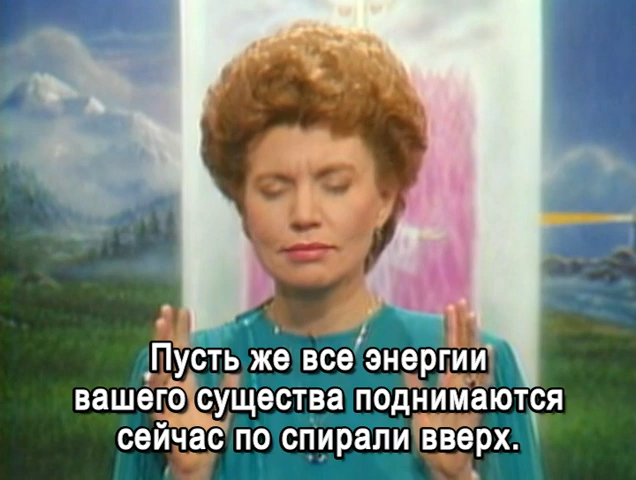 Пусть же все энергии
вашего существа поднимаются
сейчас по спирали вверх.